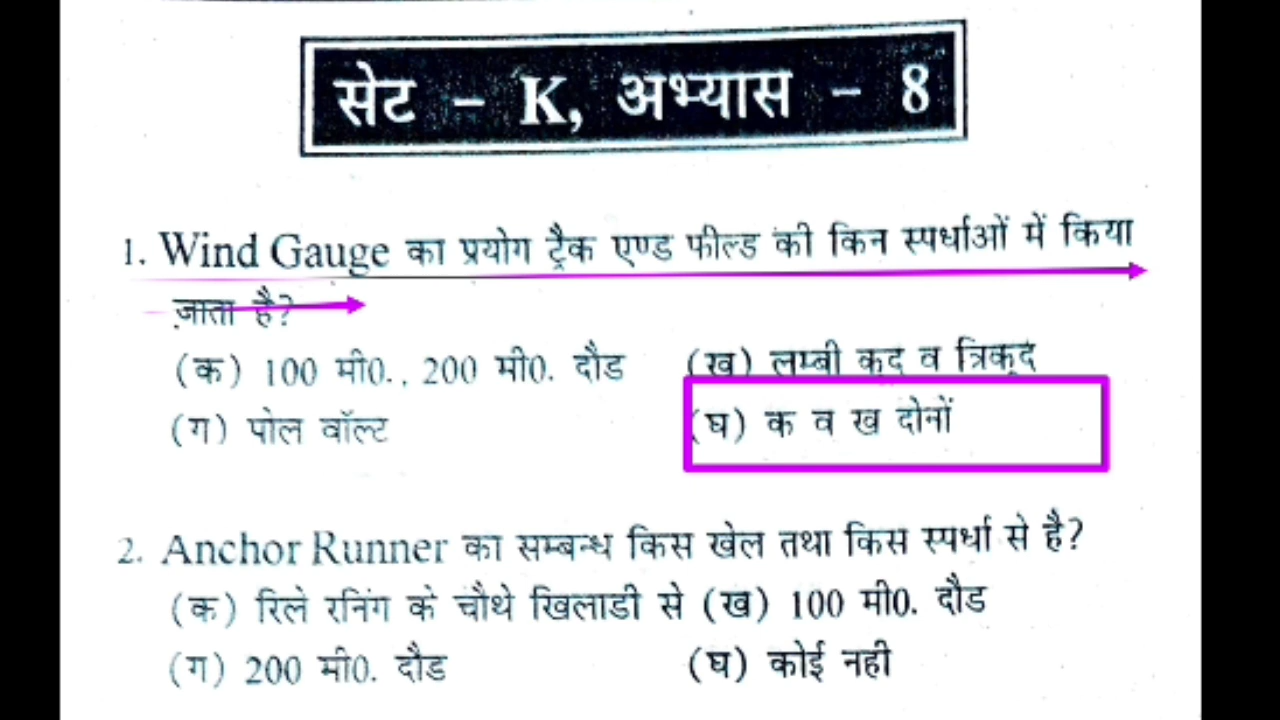 सेट - K, अभ्यास - 8
1. Wind Gauge का प्रयोग ट्रैक एण्ड फील्ड की किन स्पर्धाओं में किया
जाता है?
(क) 100 मी0., 200 मी0. दौड (ख) लम्बी कूद व त्रिकूद
(ग) पोल वॉल्ट (घ) क व ख दोनों
2. Anchor Runner का सम्बन्ध किस खेल तथा किस स्पर्धा से है?
(क) रिले रनिंग के चौथे खिलाडी से (ख) 100 मी0. दौड
(ग) 200 मी0. दौड (घ) कोई नही